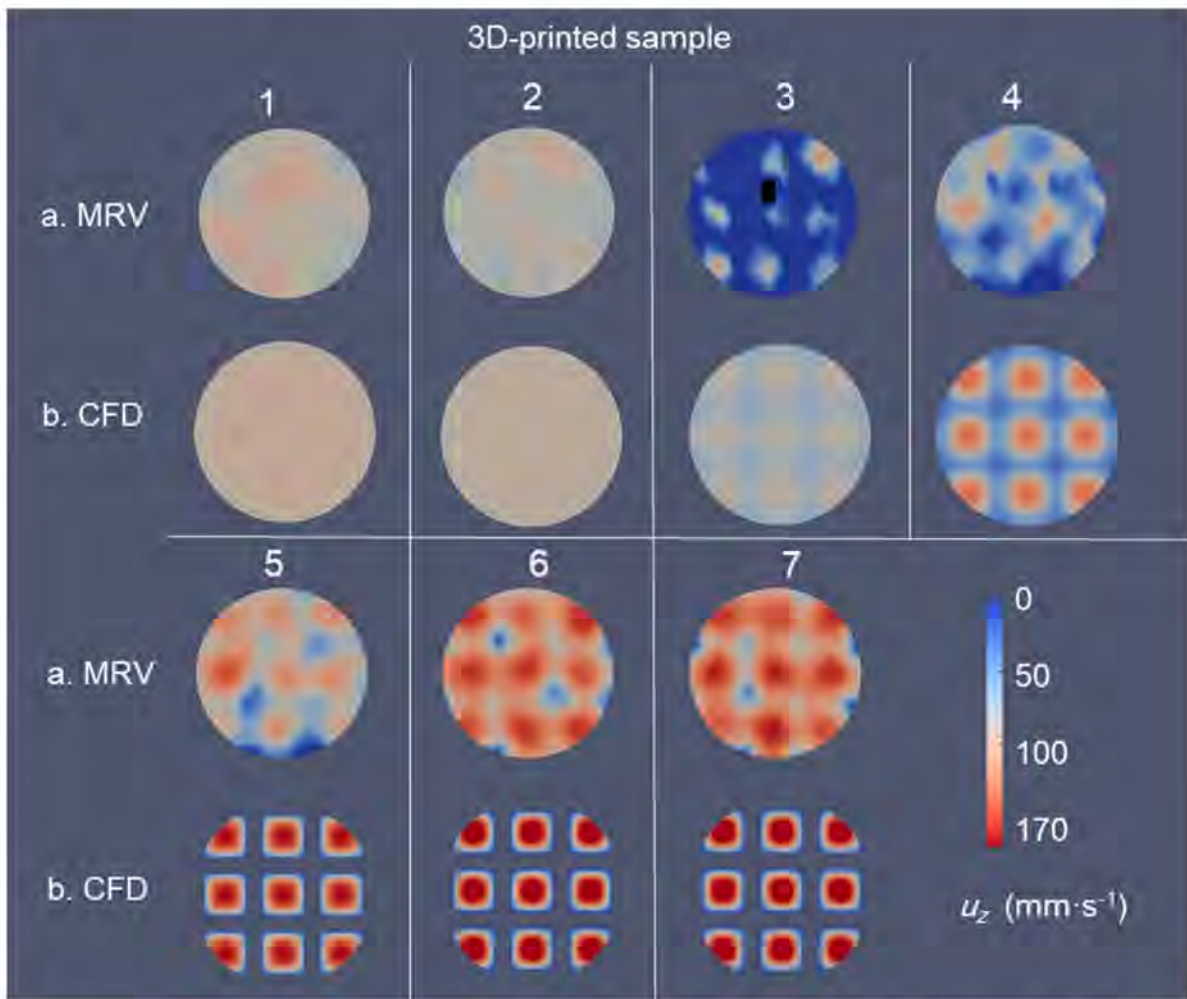 3D-printed sample
1 2 3 4
a. MRV
b. CFD
5 6 7
a. MRV
b. CFD
0
50
100
170
u_z (mm·s⁻¹)